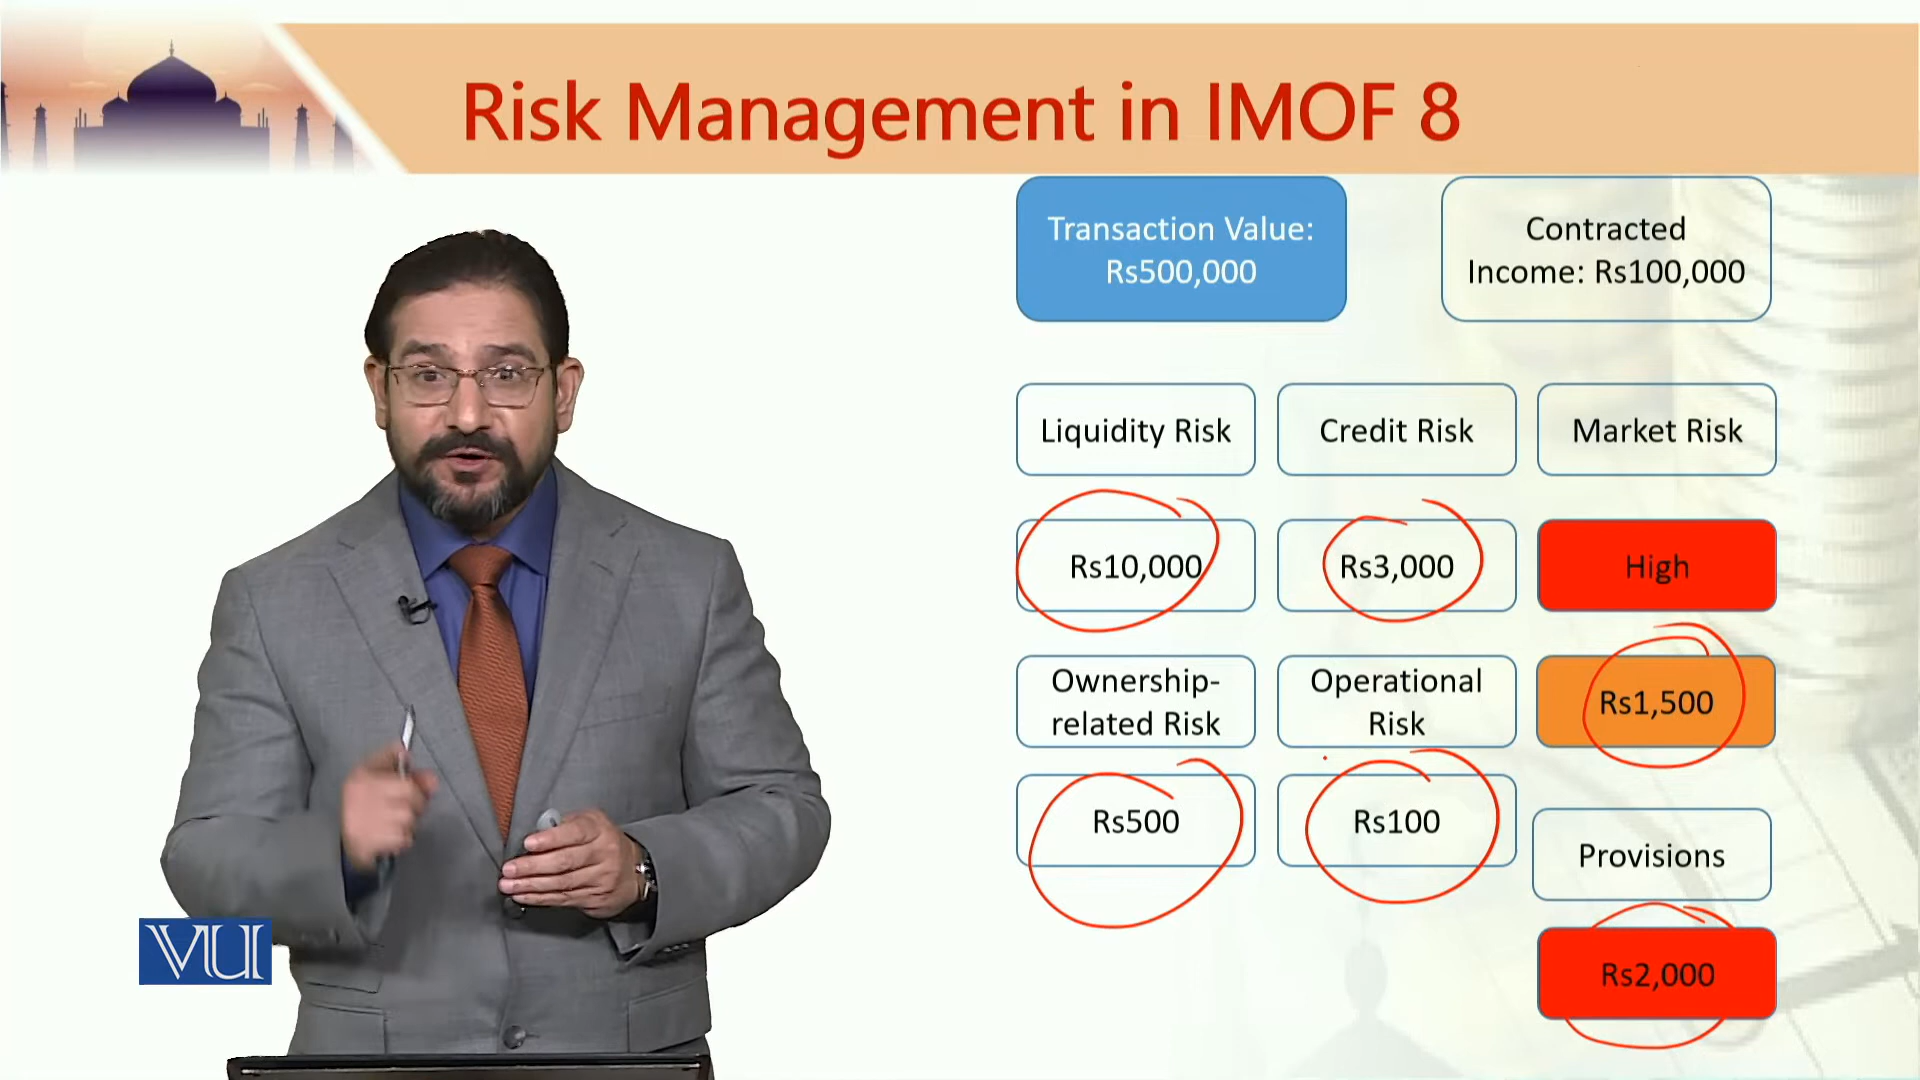 Risk Management in IMOF 8
Transaction Value:
Rs500,000
Contracted
Income: Rs100,000
Liquidity Risk
Credit Risk
Market Risk
Rs10,000
Rs3,000
High
Ownership-
related Risk
Operational
Risk
Rs1,500
Rs500
Rs100
Provisions
Rs2,000
VU